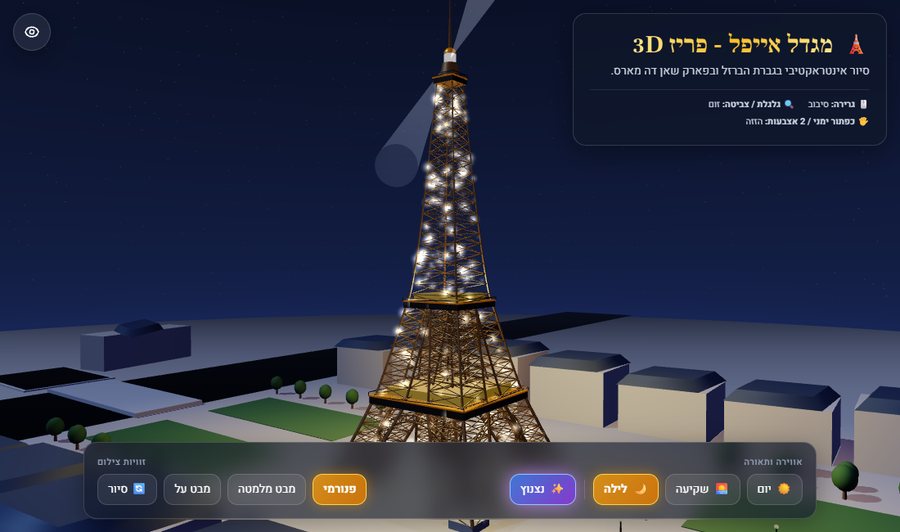 מגדל אייפל - פריז 3D
סיור אינטראקטיבי בגברת הברזל ובפארק שאן דה מארס.
גרירה: סיבוב גלגלת / צביטה: זום
כפתור ימני / 2 אצבעות: הזזה
אווירה ותאורה
יום שקיעה לילה נצנוץ
זוויות צילום
פנורמי מבט מלמטה מבט על סיור